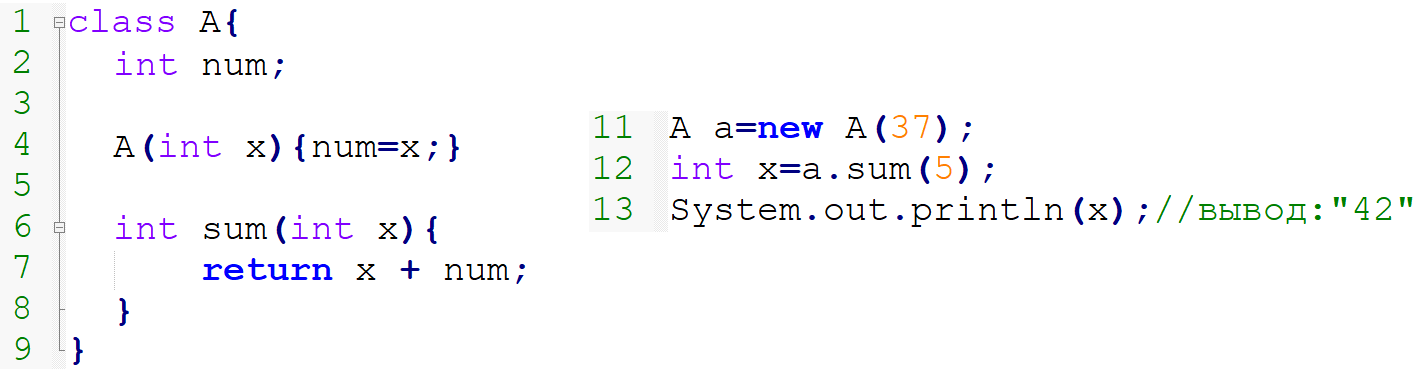 1 class A{
2 int num;
3
4 A(int x){num=x;}
5
6 int sum(int x){
7 return x + num;
8 }
9 }
11 A a=new A(37);
12 int x=a.sum(5);
13 System.out.println(x);//вывод:"42"